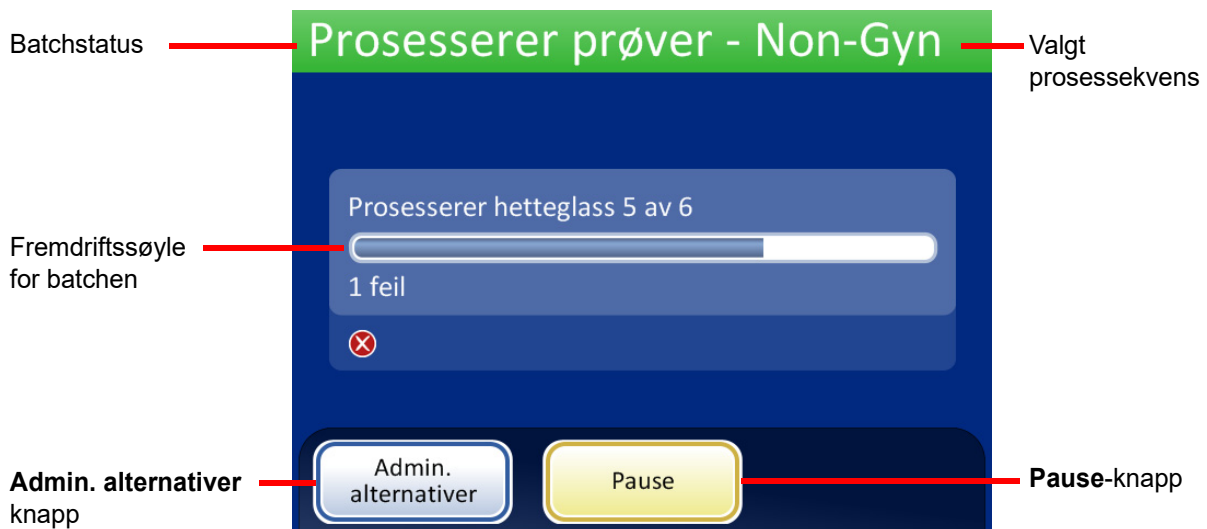 Batchstatus
Prosesserer prøver - Non-Gyn
Valgt
prosessekvens
Prosesserer hetteglass 5 av 6
Fremdriftssøyle
for batchen
1 feil
Admin. alternativer
knapp
Admin.
alternativer
Pause
Pause-knapp